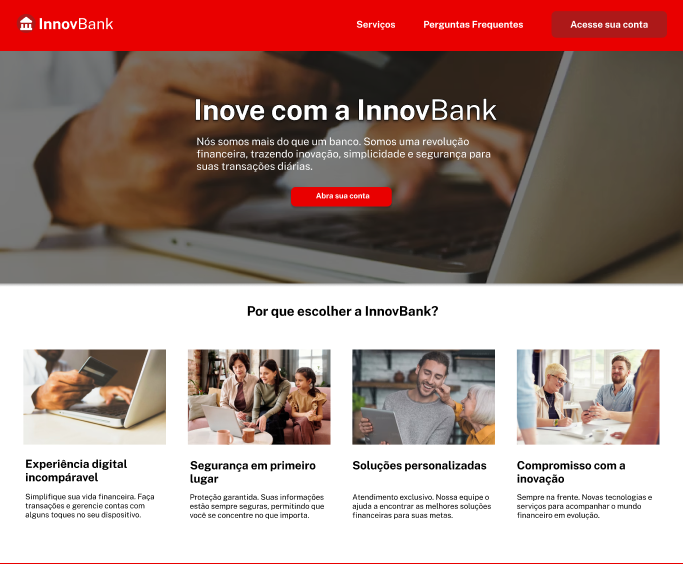 InnovBank
Serviços
Perguntas Frequentes
Acesse sua conta
Inove com a InnovBank
Nós somos mais do que um banco. Somos uma revolução
financeira, trazendo inovação, simplicidade e segurança para
suas transações diárias.
Abra sua conta
Por que escolher a InnovBank?
Experiência digital
incompáravel
Simplifique sua vida financeira. Faça
transações e gerencie contas com
alguns toques no seu dispositivo.
Segurança em primeiro
lugar
Proteção garantida. Suas informações
estão sempre seguras, permitindo que
você se concentre no que importa.
Soluções personalizadas
Atendimento exclusivo. Nossa equipe o
ajuda a encontrar as melhores soluções
financeiras para suas metas.
Compromisso com a
inovação
Sempre na frente. Novas tecnologias e
serviços para acompanhar o mundo
financeiro em evolução.